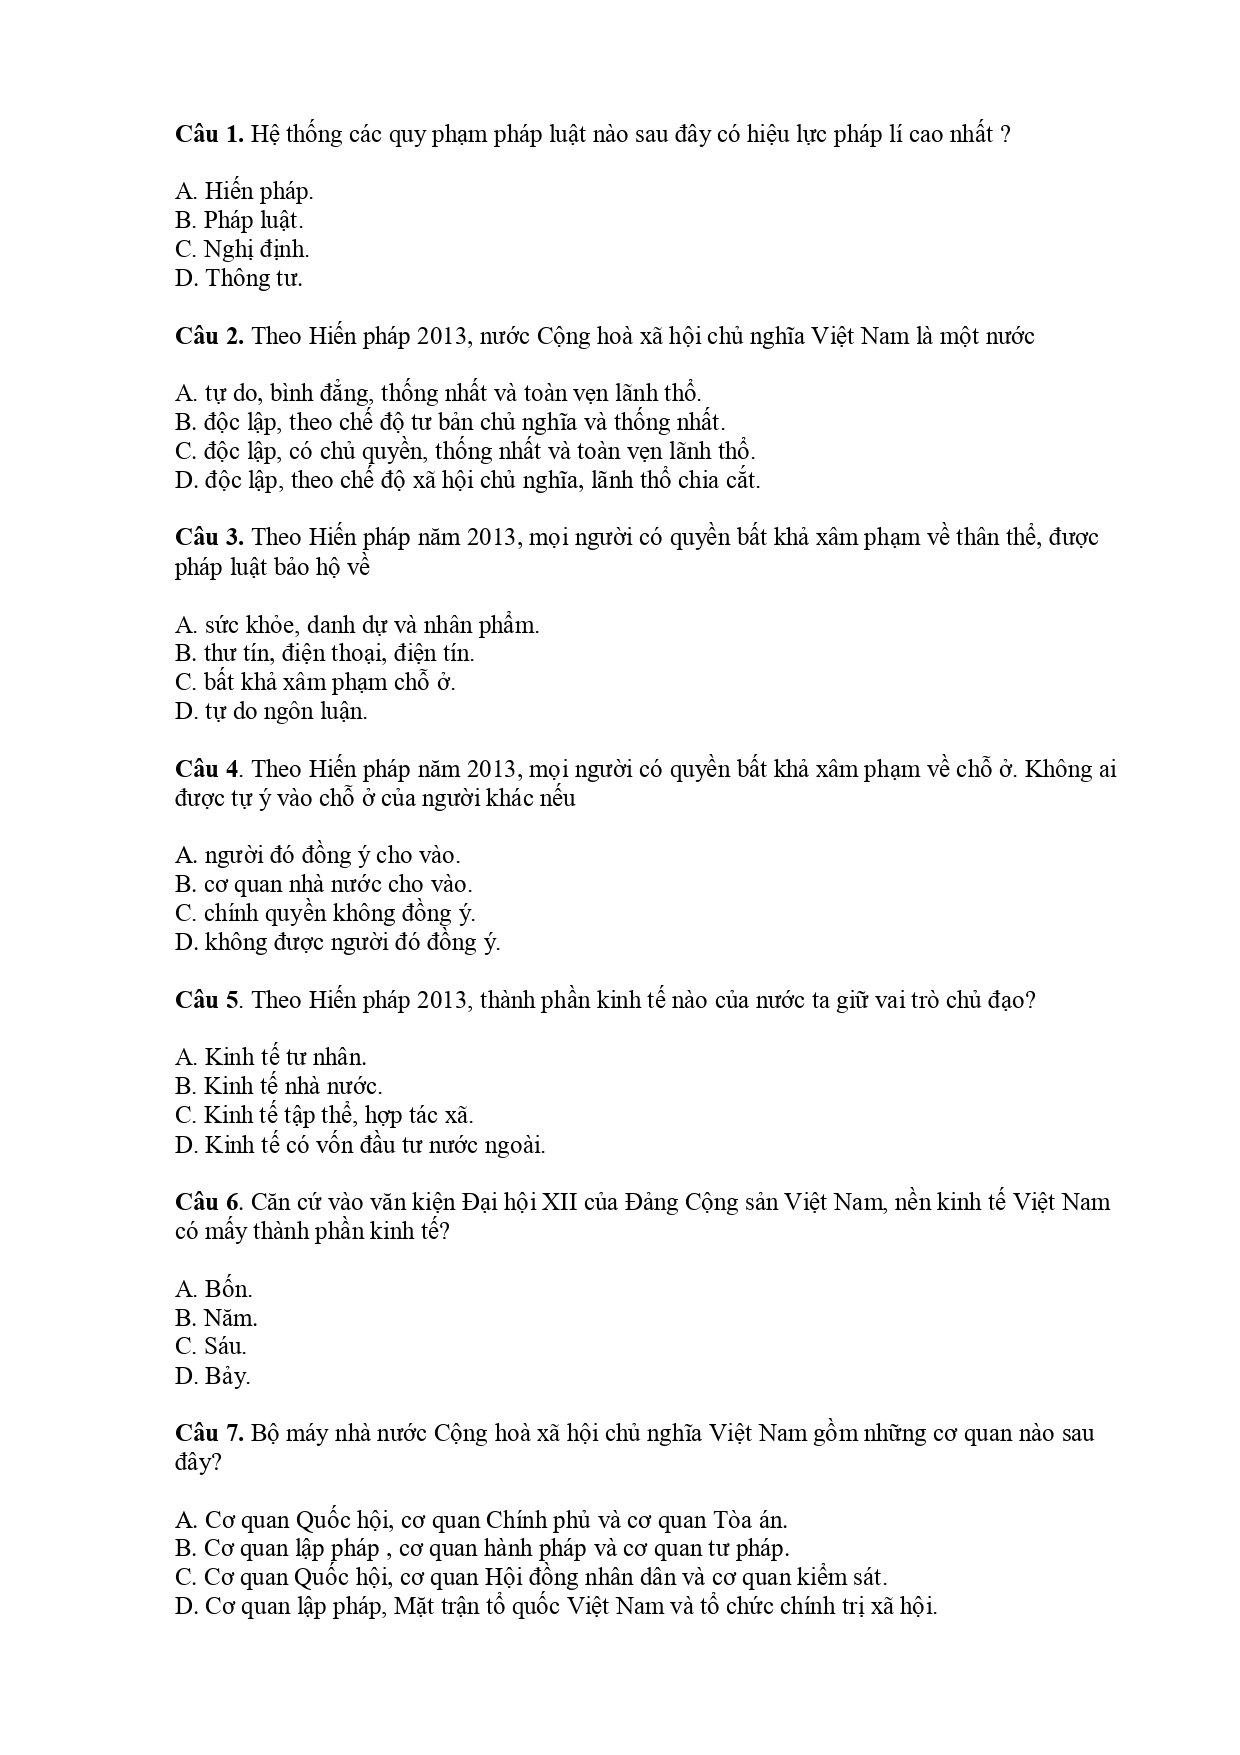 Câu 1. Hệ thống các quy phạm pháp luật nào sau đây có hiệu lực pháp lí cao nhất ?
A. Hiến pháp.
B. Pháp luật.
C. Nghị định.
D. Thông tư.
Câu 2. Theo Hiến pháp 2013, nước Cộng hoà xã hội chủ nghĩa Việt Nam là một nước
A. tự do, bình đẳng, thống nhất và toàn vẹn lãnh thổ.
B. độc lập, theo chế độ tư bản chủ nghĩa và thống nhất.
C. độc lập, có chủ quyền, thống nhất và toàn vẹn lãnh thổ.
D. độc lập, theo chế độ xã hội chủ nghĩa, lãnh thổ chia cắt.
Câu 3. Theo Hiến pháp năm 2013, mọi người có quyền bất khả xâm phạm về thân thể, được
pháp luật bảo hộ về
A. sức khỏe, danh dự và nhân phẩm.
B. thư tín, điện thoại, điện tín.
C. bất khả xâm phạm chỗ ở.
D. tự do ngôn luận.
Câu 4. Theo Hiến pháp năm 2013, mọi người có quyền bất khả xâm phạm về chỗ ở. Không ai
được tự ý vào chỗ ở của người khác nếu
A. người đó đồng ý cho vào.
B. cơ quan nhà nước cho vào.
C. chính quyền không đồng ý.
D. không được người đó đồng ý.
Câu 5. Theo Hiến pháp 2013, thành phần kinh tế nào của nước ta giữ vai trò chủ đạo?
A. Kinh tế tư nhân.
B. Kinh tế nhà nước.
C. Kinh tế tập thể, hợp tác xã.
D. Kinh tế có vốn đầu tư nước ngoài.
Câu 6. Căn cứ vào văn kiện Đại hội XII của Đảng Cộng sản Việt Nam, nền kinh tế Việt Nam
có mấy thành phần kinh tế?
A. Bốn.
B. Năm.
C. Sáu.
D. Bảy.
Câu 7. Bộ máy nhà nước Cộng hoà xã hội chủ nghĩa Việt Nam gồm những cơ quan nào sau
đây?
A. Cơ quan Quốc hội, cơ quan Chính phủ và cơ quan Tòa án.
B. Cơ quan lập pháp , cơ quan hành pháp và cơ quan tư pháp.
C. Cơ quan Quốc hội, cơ quan Hội đồng nhân dân và cơ quan kiểm sát.
D. Cơ quan lập pháp, Mặt trận tổ quốc Việt Nam và tổ chức chính trị xã hội.